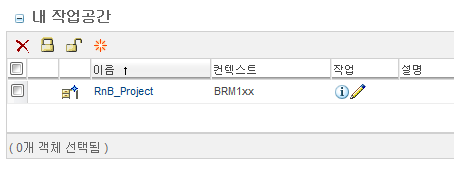 내 작업공간
이름 ↑ 컨텍스트 작업 설명
RnB_Project BRM1xx
( 0개 객체 선택됨 )